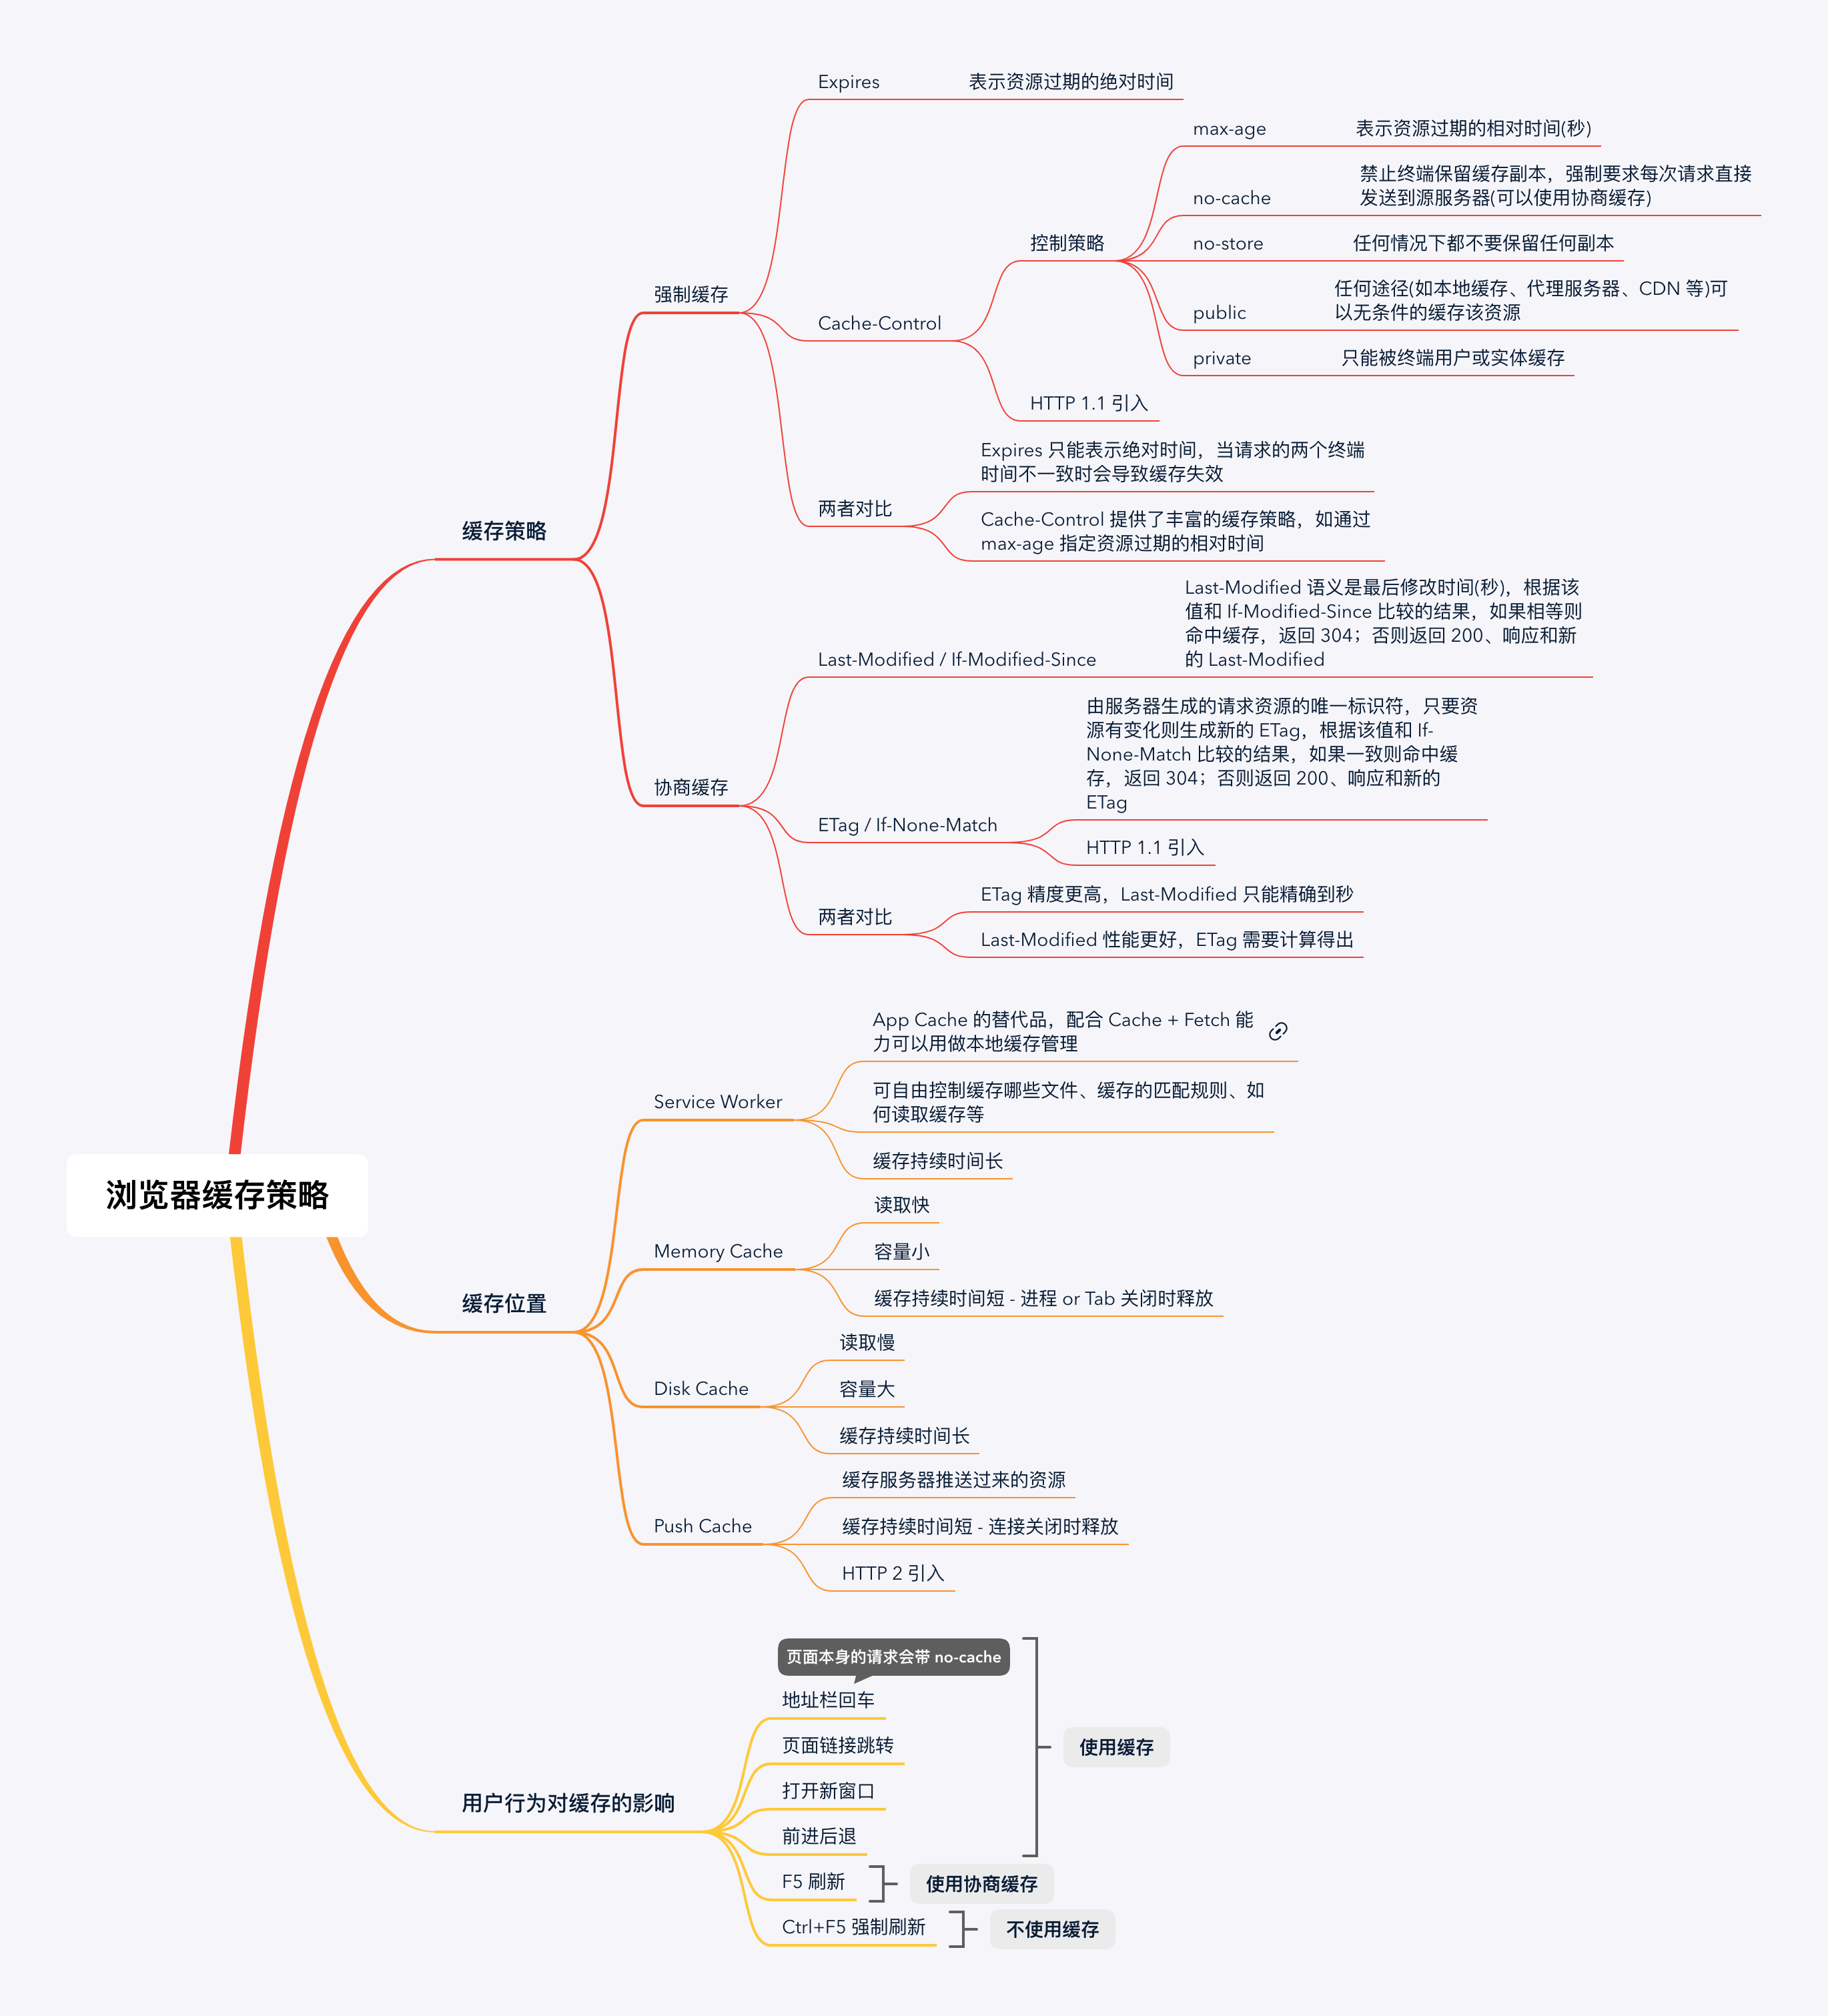 浏览器缓存策略
缓存策略
强制缓存
Expires
表示资源过期的绝对时间
Cache-Control
控制策略
max-age
表示资源过期的相对时间(秒)
no-cache
禁止终端保留缓存副本，强制要求每次请求直接
发送到源服务器(可以使用协商缓存)
no-store
任何情况下都不要保留任何副本
public
任何途径(如本地缓存、代理服务器、CDN 等)可
以无条件的缓存该资源
private
只能被终端用户或实体缓存
HTTP 1.1 引入
两者对比
Expires 只能表示绝对时间，当请求的两个终端
时间不一致时会导致缓存失效
Cache-Control 提供了丰富的缓存策略，如通过
max-age 指定资源过期的相对时间
协商缓存
Last-Modified / If-Modified-Since
Last-Modified 语义是最后修改时间(秒)，根据该
值和 If-Modified-Since 比较的结果，如果相等则
命中缓存，返回 304；否则返回 200、响应和新
的 Last-Modified
ETag / If-None-Match
由服务器生成的请求资源的唯一标识符，只要资
源有变化则生成新的 ETag，根据该值和 If-
None-Match 比较的结果，如果一致则命中缓
存，返回 304；否则返回 200、响应和新的
ETag
HTTP 1.1 引入
两者对比
ETag 精度更高，Last-Modified 只能精确到秒
Last-Modified 性能更好，ETag 需要计算得出
缓存位置
Service Worker
App Cache 的替代品，配合 Cache + Fetch 能
力可以用做本地缓存管理
可自由控制缓存哪些文件、缓存的匹配规则、如
何读取缓存等
缓存持续时间长
Memory Cache
读取快
容量小
缓存持续时间短 - 进程 or Tab 关闭时释放
Disk Cache
读取慢
容量大
缓存持续时间长
Push Cache
缓存服务器推送过来的资源
缓存持续时间短 - 连接关闭时释放
HTTP 2 引入
用户行为对缓存的影响
页面本身的请求会带 no-cache
地址栏回车
页面链接跳转
打开新窗口
前进后退
使用缓存
F5 刷新
使用协商缓存
Ctrl+F5 强制刷新
不使用缓存